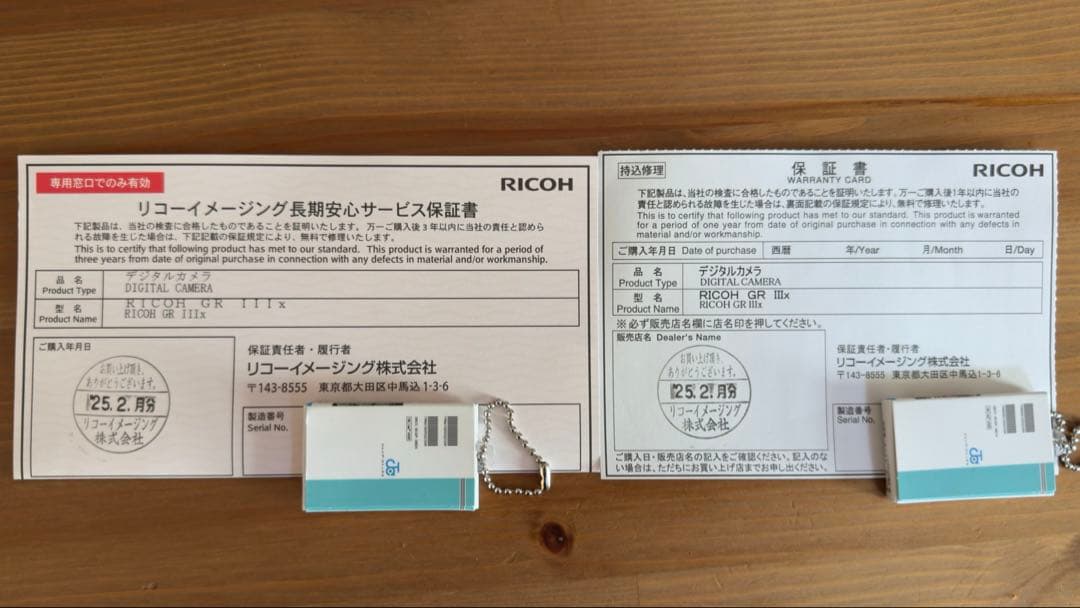 専用窓口でのみ有効
RICOH
リコーイメージング長期安心サービス保証書
下記製品は、当社の検査に合格したものであることを証明いたします。万一ご購入後3年以内に当社の責任と認めら
れる故障を生じた場合は、下記記載の保証規定により、無料で修理いたします。
This is to certify that following product has met to our standard. This product is warranted for a period of
three years from date of original purchase in connection with any defects in material and/or workmanship.
品 名
Product Type
デジタルカメラ
DIGITAL CAMERA
型 名
Product Name
RICOH GR IIIx
RICOH GR IIIx
ご購入年月日
お買い上げ頂き、
ありがとうございます。
'25.2.月分
リコーイメージング
株式会社
保証責任者・履行者
リコーイメージング株式会社
〒143-8555 東京都大田区中馬込1-3-6
製造番号
Serial No.
持込修理
保証書
WARRANTY CARD
RICOH
下記製品は、当社の検査に合格したものであることを証明いたします。万一ご購入後1年以内に当社の
責任と認められる故障を生じた場合は、裏面記載の保証規定により、無料で修理いたします。
This is to certify that following product has met to our standard. This product is warranted
for a period of one year from date of original purchase in connection with any defects in
material and/or workmanship.
ご購入年月日 Date of purchase 西暦 年/Year 月/Month 日/Day
品 名
Product Type
デジタルカメラ
DIGITAL CAMERA
型 名
Product Name
RICOH GR IIIx
RICOH GR IIIx
※必ず販売店名欄に店名印を押してください。
販売店名 Dealer's Name
お買い上げ頂き、
ありがとうございます。
'25.2.月分
リコーイメージング
株式会社
ご購入日・販売店名の記入をご確認ください。記入のな
い場合は、ただちにお買い上げ店までお申し出ください。
保証責任者・履行者
リコーイメージング株式会社
〒143-8555 東京都大田区中馬込1-3-6
製造番号
Serial No.